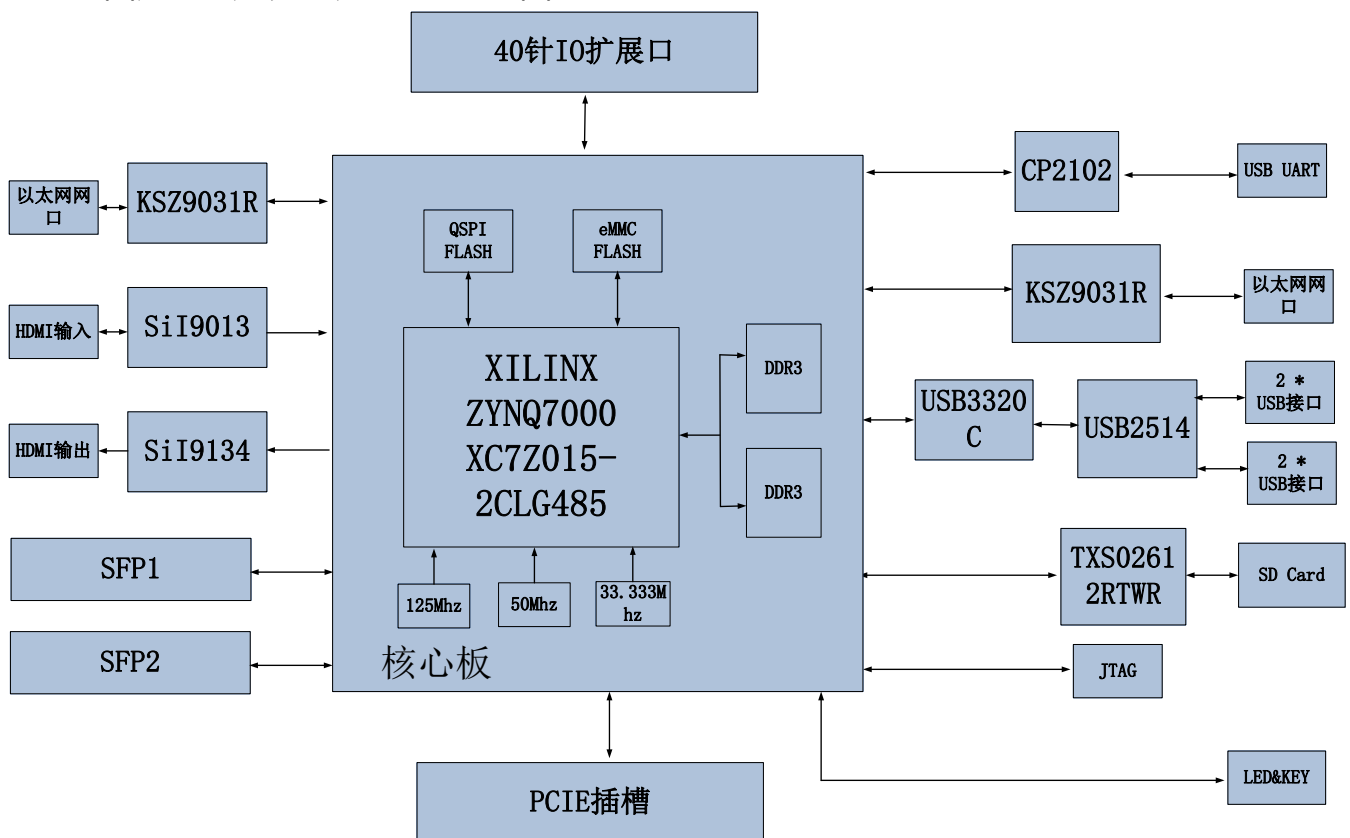 40针IO扩展口
CP2102
USB UART
以太网网
口
KSZ9031R
QSPI
FLASH
eMMC
FLASH
KSZ9031R
以太网网
口
HDMI输入
SiI9013
XILINX
ZYNQ7000
XC7Z015-
2CLG485
DDR3
DDR3
USB3320
C
USB2514
2 *
USB接口
2 *
USB接口
HDMI输出
SiI9134
SFP1
125Mhz
50Mhz
33.333M
hz
TXS0261
2RTWR
SD Card
SFP2
核心板
JTAG
PCIE插槽
LED&KEY